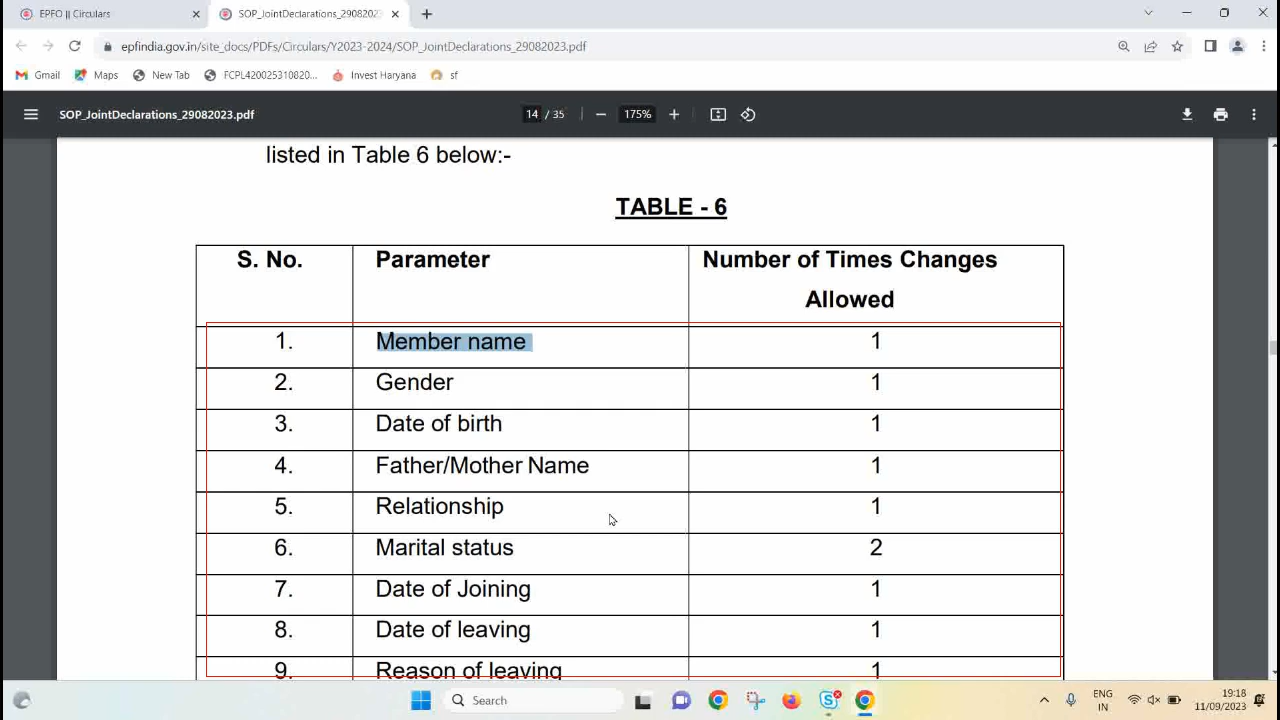 EPFO || Circulars
SOP_JointDeclarations_2908202
epfindia.gov.in/site_docs/PDFs/Circulars/Y2023-2024/SOP_JointDeclarations_29082023.pdf
Gmail Maps New Tab FCPL420025310820... Invest Haryana sf
SOP_JointDeclarations_29082023.pdf 14 / 35 175%
listed in Table 6 below:-
TABLE - 6
S. No. Parameter Number of Times Changes
Allowed
1. Member name 1
2. Gender 1
3. Date of birth 1
4. Father/Mother Name 1
5. Relationship 1
6. Marital status 2
7. Date of Joining 1
8. Date of leaving 1
9. Reason of leaving 1
Search
ENG 19:18
IN 11/09/2023